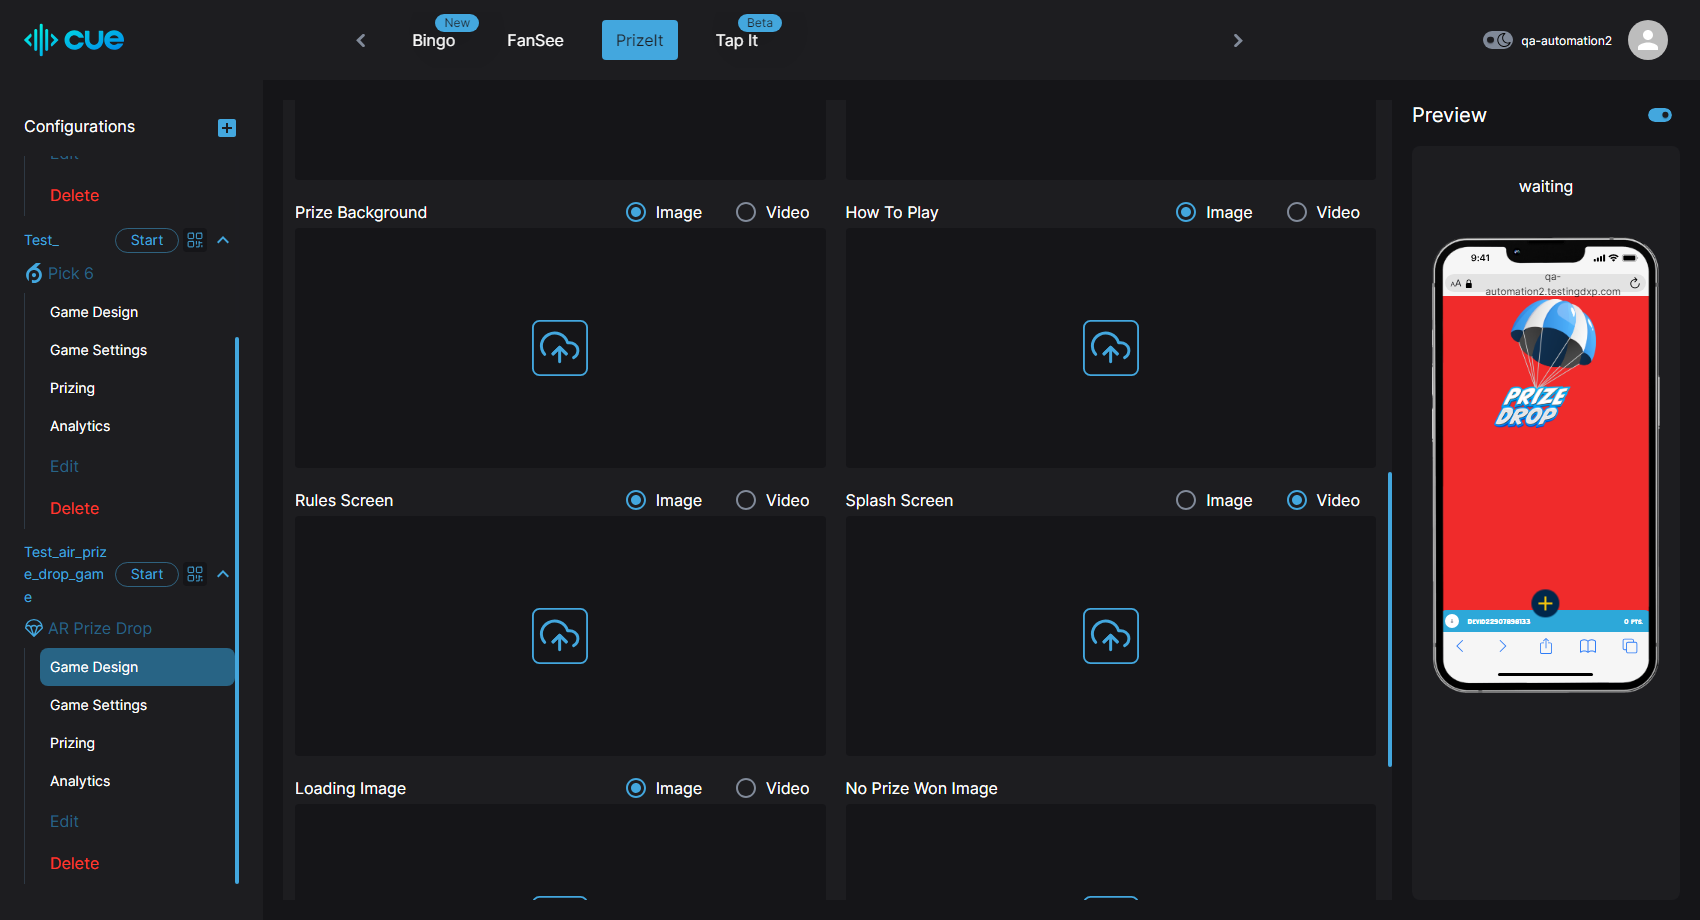 cue
New
Bingo
FanSee
PrizeIt
Beta
Tap It
qa-automation2
Configurations
Edit
Delete
Test_
Start
Pick 6
Game Design
Game Settings
Prizing
Analytics
Edit
Delete
Test_air_priz
e_drop_gam
e
Start
AR Prize Drop
Game Design
Game Settings
Prizing
Analytics
Edit
Delete
Prize Background
Image
Video
How To Play
Image
Video
Rules Screen
Image
Video
Splash Screen
Image
Video
Loading Image
Image
Video
No Prize Won Image
Preview
waiting
9:41
AA
qa-
automation2.testingdxp.com
PRIZE
DROP
0 PTS.